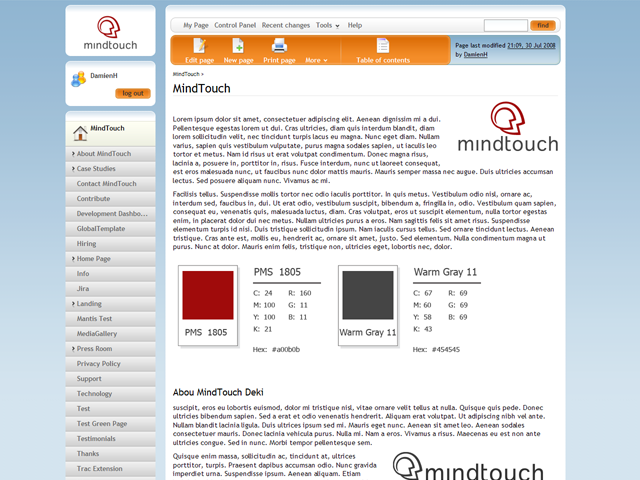 mindtouch
DamienH
log out
MindTouch
About MindTouch
Case Studies
Contact MindTouch
Contribute
Development Dashbo...
GlobalTemplate
Hiring
Home Page
Info
Jira
Landing
Mantis Test
MediaGallery
Press Room
Privacy Policy
Support
Technology
Test
Test Green Page
Testimonials
Thanks
Trac Extension
My Page Control Panel Recent changes Tools Help
find
Edit page New page Print page More Table of contents
Page last modified 21:09, 30 Jul 2008
by DamienH
MindTouch »
MindTouch
mindtouch
Lorem ipsum dolor sit amet, consectetuer adipiscing elit. Aenean dignissim mi a dui.
Pellentesque egestas lorem ut dui. Cras ultricies, diam quis interdum blandit, diam
lorem sollicitudin velit, nec tincidunt turpis lacus eu magna. Nunc eget diam. Nullam
varius, sapien quis vestibulum vulputate, purus magna sodales sapien, ut iaculis leo
tortor et metus. Nam id risus ut erat volutpat condimentum. Donec magna risus,
lacinia a, posuere in, porttitor in, risus. Fusce interdum, nunc ut laoreet consequat,
est eros malesuada nunc, ut faucibus nunc dolor mattis mauris. Mauris semper massa nec augue. Duis ultricies accumsan
lectus. Sed posuere aliquam nunc. Vivamus ac mi.
Facilisis tellus. Suspendisse mollis tortor nec odio iaculis porttitor. In quis metus. Vestibulum odio nisl, ornare ac,
interdum sed, faucibus in, dui. Ut erat odio, vestibulum suscipit, bibendum a, fringilla in, odio. Vestibulum quam sapien,
consequat eu, venenatis quis, malesuada luctus, diam. Cras volutpat, eros ut suscipit elementum, nulla tortor egestas
enim, in placerat dolor dui nec metus. Nullam ultricies purus a eros. Nam sagittis felis sit amet risus. Suspendisse
elementum turpis id nisi. Duis tristique sollicitudin ipsum. Nam iaculis cursus tellus. Sed ornare tincidunt lectus. Aenean
tristique. Cras ante est, mollis eu, hendrerit ac, ornare sit amet, justo. Sed elementum. Nulla condimentum magna ut
purus. Nunc at dolor. Mauris enim felis, tristique non, ultricies eget, lobortis nec, dolor.
PMS 1805
PMS 1805
C: 24 R: 160
M: 100 G: 11
Y: 100 B: 11
K: 21
Hex: #a00b0b
Warm Gray 11
Warm Gray 11
C: 67 R: 69
M: 60 G: 69
Y: 58 B: 69
K: 43
Hex: #454545
Abou MindTouch Deki
suscipit, eros eu lobortis euismod, dolor mi tristique nisl, vitae ornare velit tellus at nulla. Quisque quis pede. Donec
ultricies bibendum sapien. Sed a erat et odio venenatis hendrerit. Aliquam erat volutpat. Ut adipiscing nibh vel ante.
Nullam blandit lacinia ligula. Duis ultrices ipsum sed mi. Mauris eget nunc. Aenean sit amet leo. Aenean sodales
consectetuer mauris. Donec lacinia vehicula purus. Nulla mi. Nam a eros. Vivamus a risus. Maecenas eu est non ante
ultricies congue. Sed in nunc. Morbi tempor pellentesque sem.
Quisque enim massa, sollicitudin ac, tincidunt at, ultrices
porttitor, turpis. Praesent dapibus accumsan odio. Nunc gravida
imperdiet urna. Suspendisse ipsum. Aenean aliquam. Etiam
mindtouch